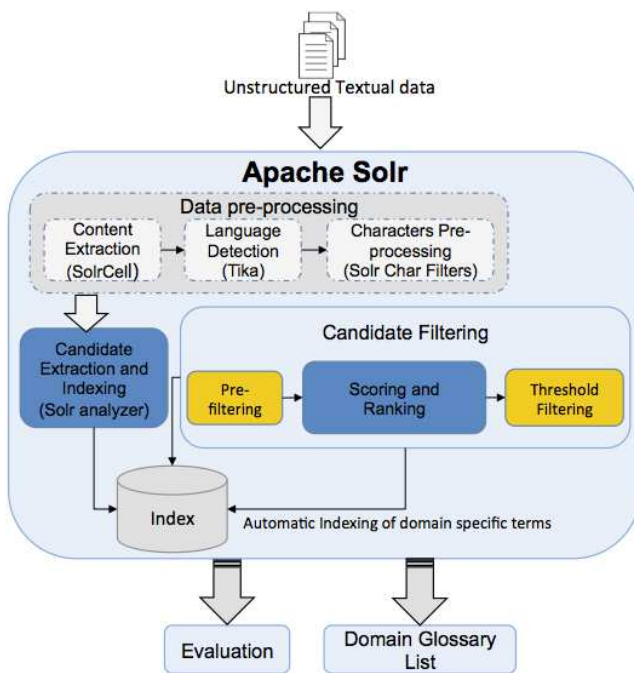 Unstructured Textual data
Apache Solr
Data pre-processing
Content
Extraction
(SolrCell)
Language
Detection
(Tika)
Characters Pre-
processing
(Solr Char Filters)
Candidate
Extraction and
Indexing
(Solr analyzer)
Candidate Filtering
Pre-
filtering
Scoring and
Ranking
Threshold
Filtering
Index
Automatic Indexing of domain specific terms
Evaluation
Domain Glossary
List